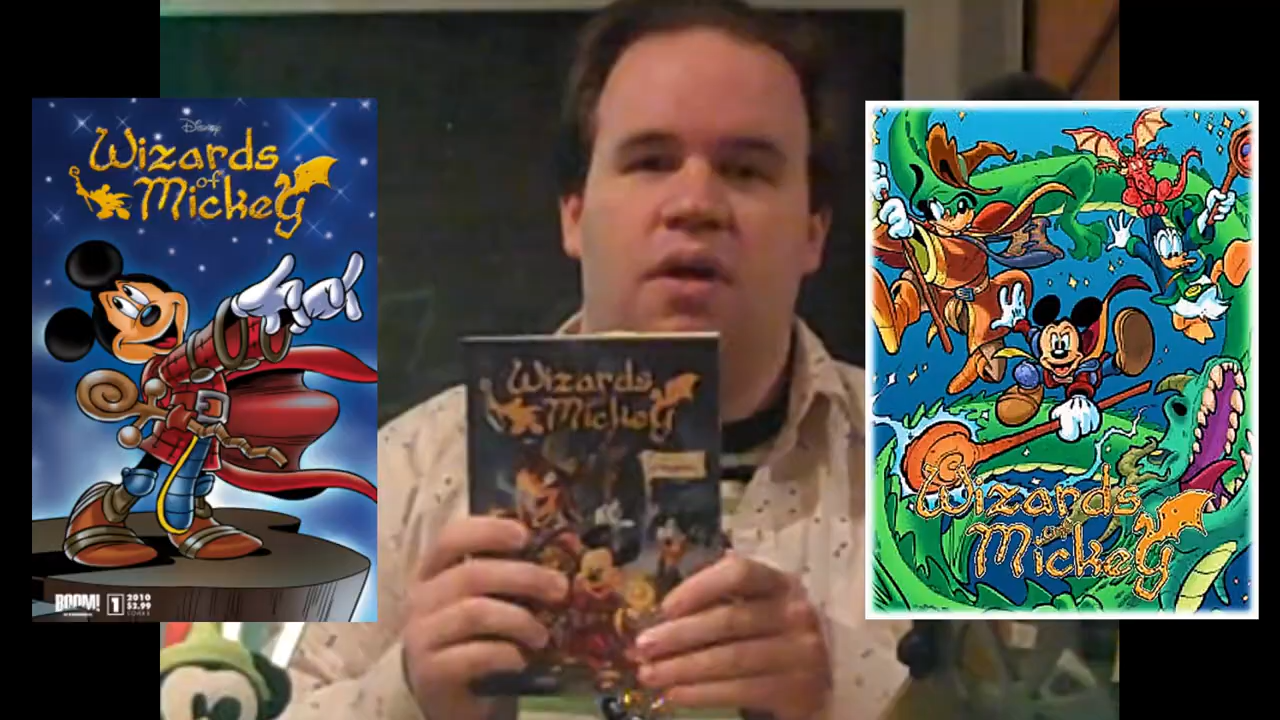 Disney
Wizards
of
Mickey
BOOM!
1
2010
$3.99
Wizards
of
Mickey
Wizards
of
Mickey